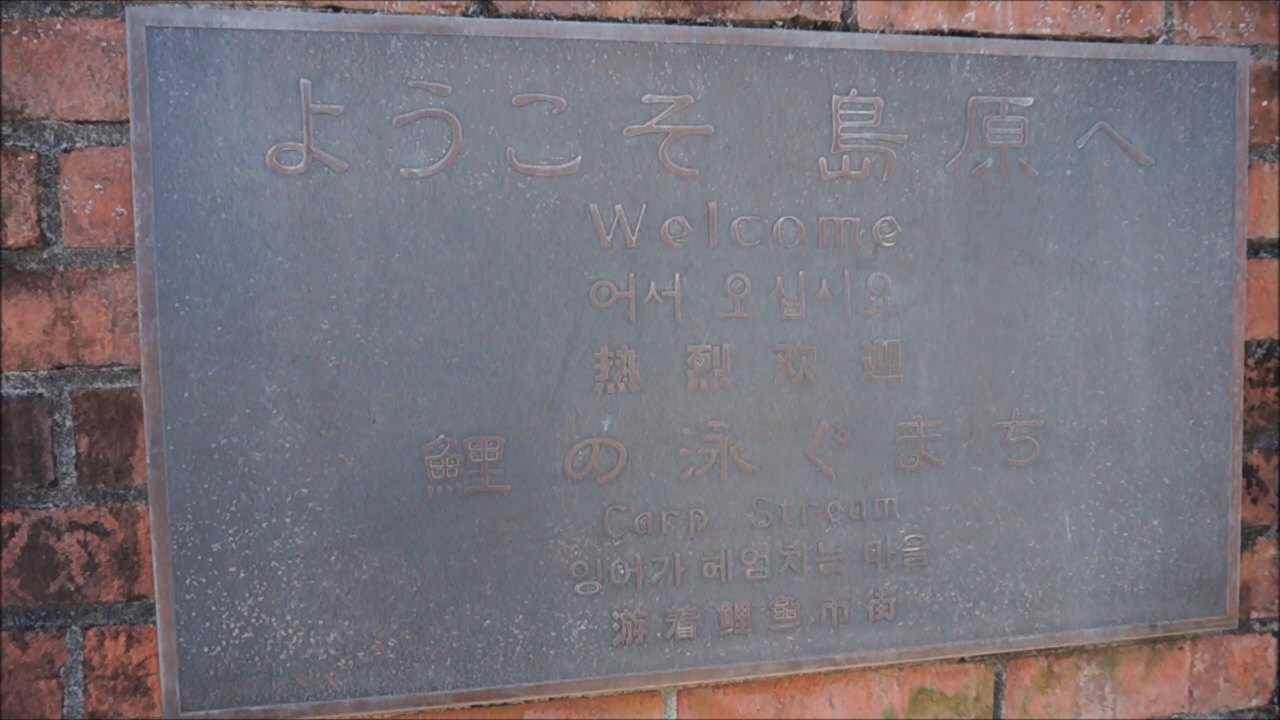 ようこそ 島原へ
Welcome
어서 오십시요
热烈欢迎
鯉の泳ぐまち
Carp Stream
잉어가 헤엄치는 마을
游着鲤鱼市街